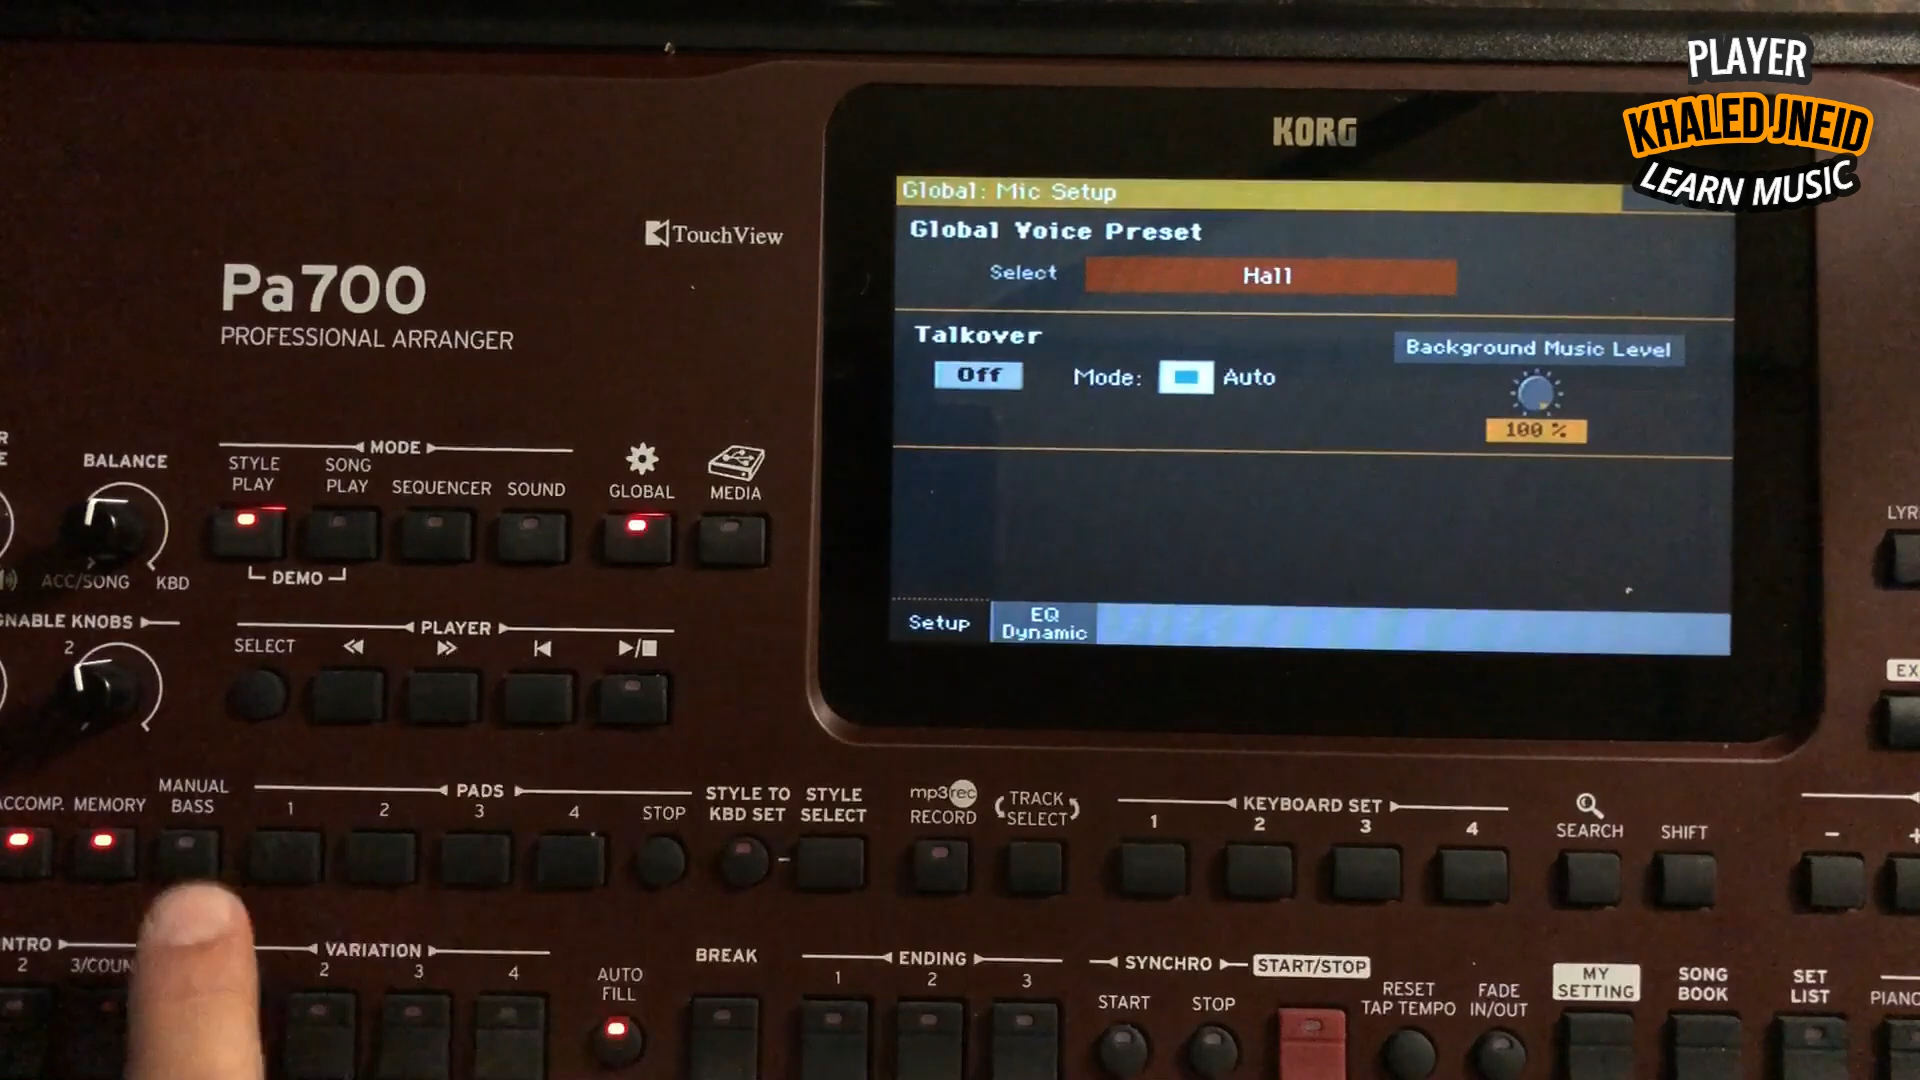 PLAYER
KHALED JNEID
LEARN MUSIC
KORG
Global: Mic Setup
Global Voice Preset
Select Hall
Talkover
Background Music Level
Off Mode: Auto
100 %
Setup
EQ
Dynamic
TouchView
Pa700
PROFESSIONAL ARRANGER
BALANCE
ACC/SONG KBD
MODE
STYLE
PLAY
SONG
PLAY
SEQUENCER
SOUND
GLOBAL
MEDIA
DEMO
KNOBS
2
PLAYER
SELECT
ACCOMP. MEMORY
MANUAL
BASS
PADS
1 2 3 4
STOP
STYLE TO
KBD SET
STYLE
SELECT
mp3rec
RECORD
TRACK
SELECT
KEYBOARD SET
1 2 3 4
SEARCH
SHIFT
− +
2
VARIATION
2 3 4
AUTO
FILL
BREAK
ENDING
1 2 3
SYNCHRO
START STOP
START/STOP
RESET
TAP TEMPO
FADE
IN/OUT
MY
SETTING
SONG
BOOK
SET
LIST
PIANO